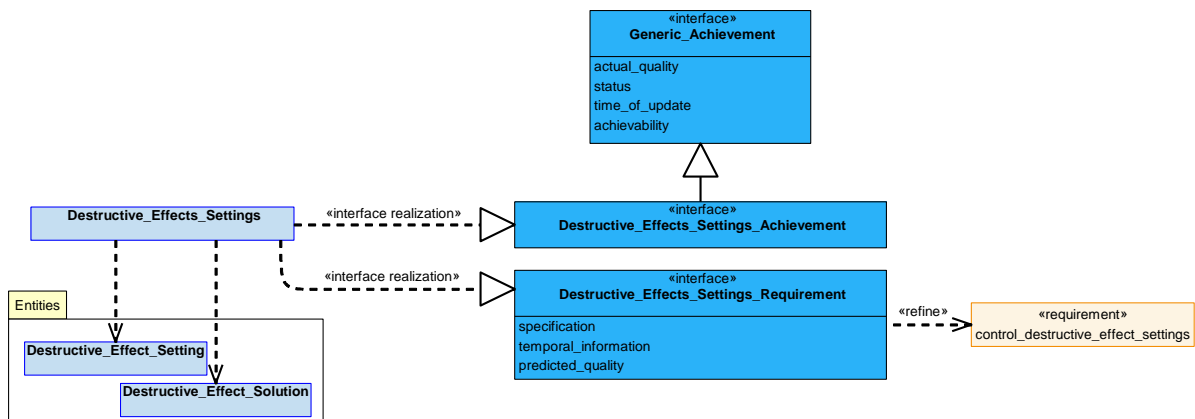 «interface»
Generic_Achievement
actual_quality
status
time_of_update
achievability
Destructive_Effects_Settings
«interface realization»
«interface»
Destructive_Effects_Settings_Achievement
«interface realization»
«interface»
Destructive_Effects_Settings_Requirement
specification
temporal_information
predicted_quality
«refine»
«requirement»
control_destructive_effect_settings
Entities
Destructive_Effect_Setting
Destructive_Effect_Solution